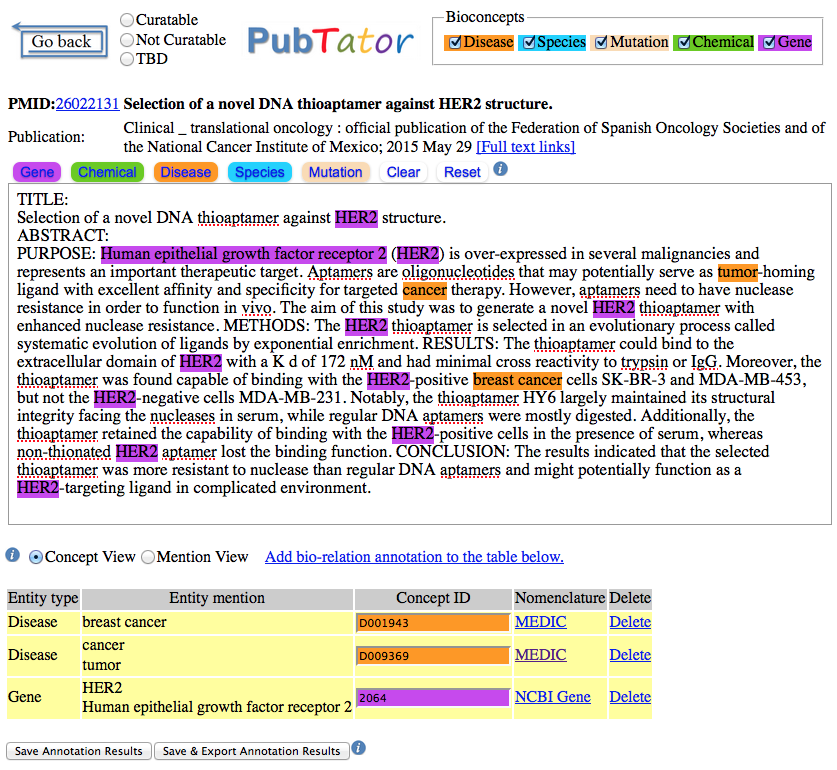 Go back
Curatable
Not Curatable
TBD
PubTator
Bioconcepts
Disease Species Mutation Chemical Gene
PMID:26022131 Selection of a novel DNA thioaptamer against HER2 structure.
Publication: Clinical _ translational oncology : official publication of the Federation of Spanish Oncology Societies and of
the National Cancer Institute of Mexico; 2015 May 29 [Full text links]
Gene Chemical Disease Species Mutation Clear Reset i
TITLE:
Selection of a novel DNA thioaptamer against HER2 structure.
ABSTRACT:
PURPOSE: Human epithelial growth factor receptor 2 (HER2) is over-expressed in several malignancies and
represents an important therapeutic target. Aptamers are oligonucleotides that may potentially serve as tumor-homing
ligand with excellent affinity and specificity for targeted cancer therapy. However, aptamers need to have nuclease
resistance in order to function in vivo. The aim of this study was to generate a novel HER2 thioaptamer with
enhanced nuclease resistance. METHODS: The HER2 thioaptamer is selected in an evolutionary process called
systematic evolution of ligands by exponential enrichment. RESULTS: The thioaptamer could bind to the
extracellular domain of HER2 with a K d of 172 nM and had minimal cross reactivity to trypsin or IgG. Moreover, the
thioaptamer was found capable of binding with the HER2-positive breast cancer cells SK-BR-3 and MDA-MB-453,
but not the HER2-negative cells MDA-MB-231. Notably, the thioaptamer HY6 largely maintained its structural
integrity facing the nucleases in serum, while regular DNA aptamers were mostly digested. Additionally, the
thioaptamer retained the capability of binding with the HER2-positive cells in the presence of serum, whereas
non-thionated HER2 aptamer lost the binding function. CONCLUSION: The results indicated that the selected
thioaptamer was more resistant to nuclease than regular DNA aptamers and might potentially function as a
HER2-targeting ligand in complicated environment.
i Concept View Mention View Add bio-relation annotation to the table below.
Entity type Entity mention Concept ID Nomenclature Delete
Disease breast cancer D001943 MEDIC Delete
Disease cancer
tumor D009369 MEDIC Delete
Gene HER2
Human epithelial growth factor receptor 2 2064 NCBI Gene Delete
Save Annotation Results Save & Export Annotation Results i